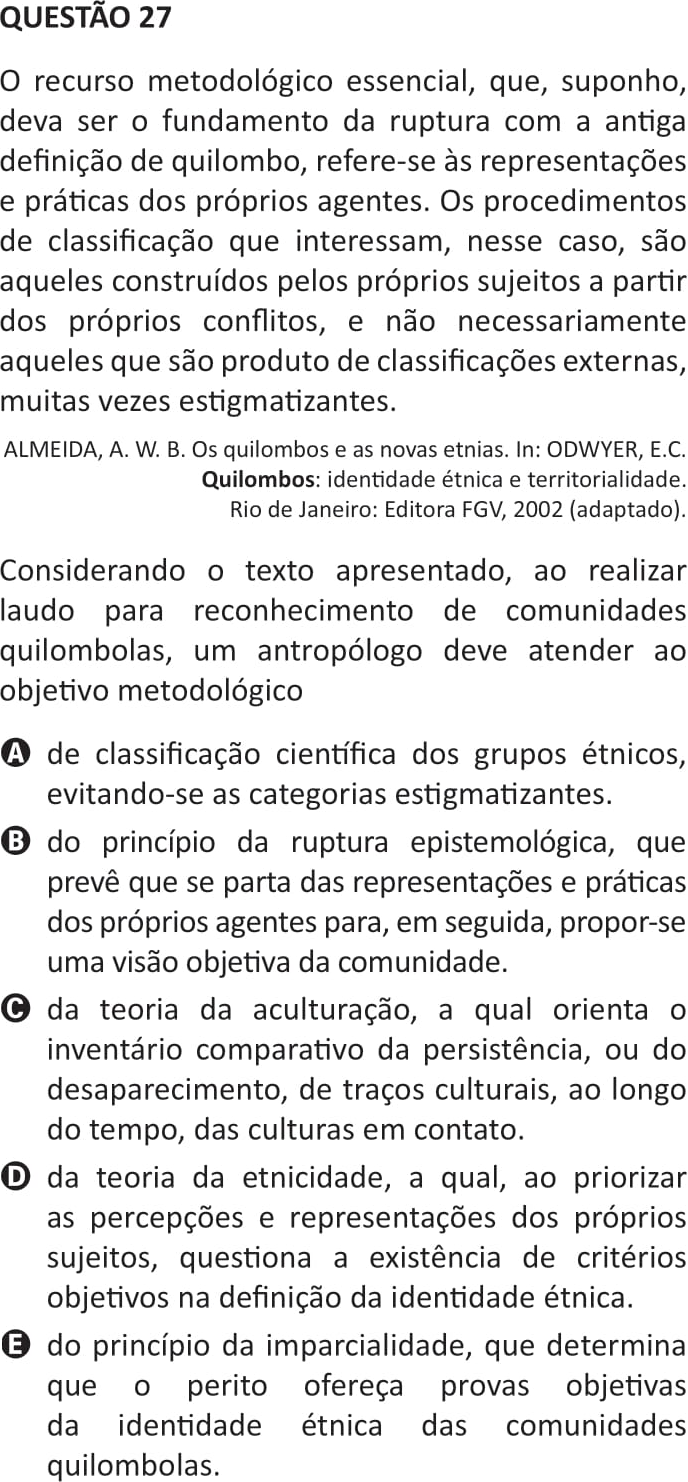 QUESTÃO 27
O recurso metodológico essencial, que, suponho,
deva ser o fundamento da ruptura com a antiga
definição de quilombo, refere-se às representações
e práticas dos próprios agentes. Os procedimentos
de classificação que interessam, nesse caso, são
aqueles construídos pelos próprios sujeitos a partir
dos próprios conflitos, e não necessariamente
aqueles que são produto de classificações externas,
muitas vezes estigmatizantes.
ALMEIDA, A. W. B. Os quilombos e as novas etnias. In: ODWYER, E.C.
Quilombos: identidade étnica e territorialidade.
Rio de Janeiro: Editora FGV, 2002 (adaptado).
Considerando o texto apresentado, ao realizar
laudo para reconhecimento de comunidades
quilombolas, um antropólogo deve atender ao
objetivo metodológico
A de classificação científica dos grupos étnicos,
evitando-se as categorias estigmatizantes.
B do princípio da ruptura epistemológica, que
prevê que se parta das representações e práticas
dos próprios agentes para, em seguida, propor-se
uma visão objetiva da comunidade.
C da teoria da aculturação, a qual orienta o
inventário comparativo da persistência, ou do
desaparecimento, de traços culturais, ao longo
do tempo, das culturas em contato.
D da teoria da etnicidade, a qual, ao priorizar
as percepções e representações dos próprios
sujeitos, questiona a existência de critérios
objetivos na definição da identidade étnica.
E do princípio da imparcialidade, que determina
que o perito ofereça provas objetivas
da identidade étnica das comunidades
quilombolas.